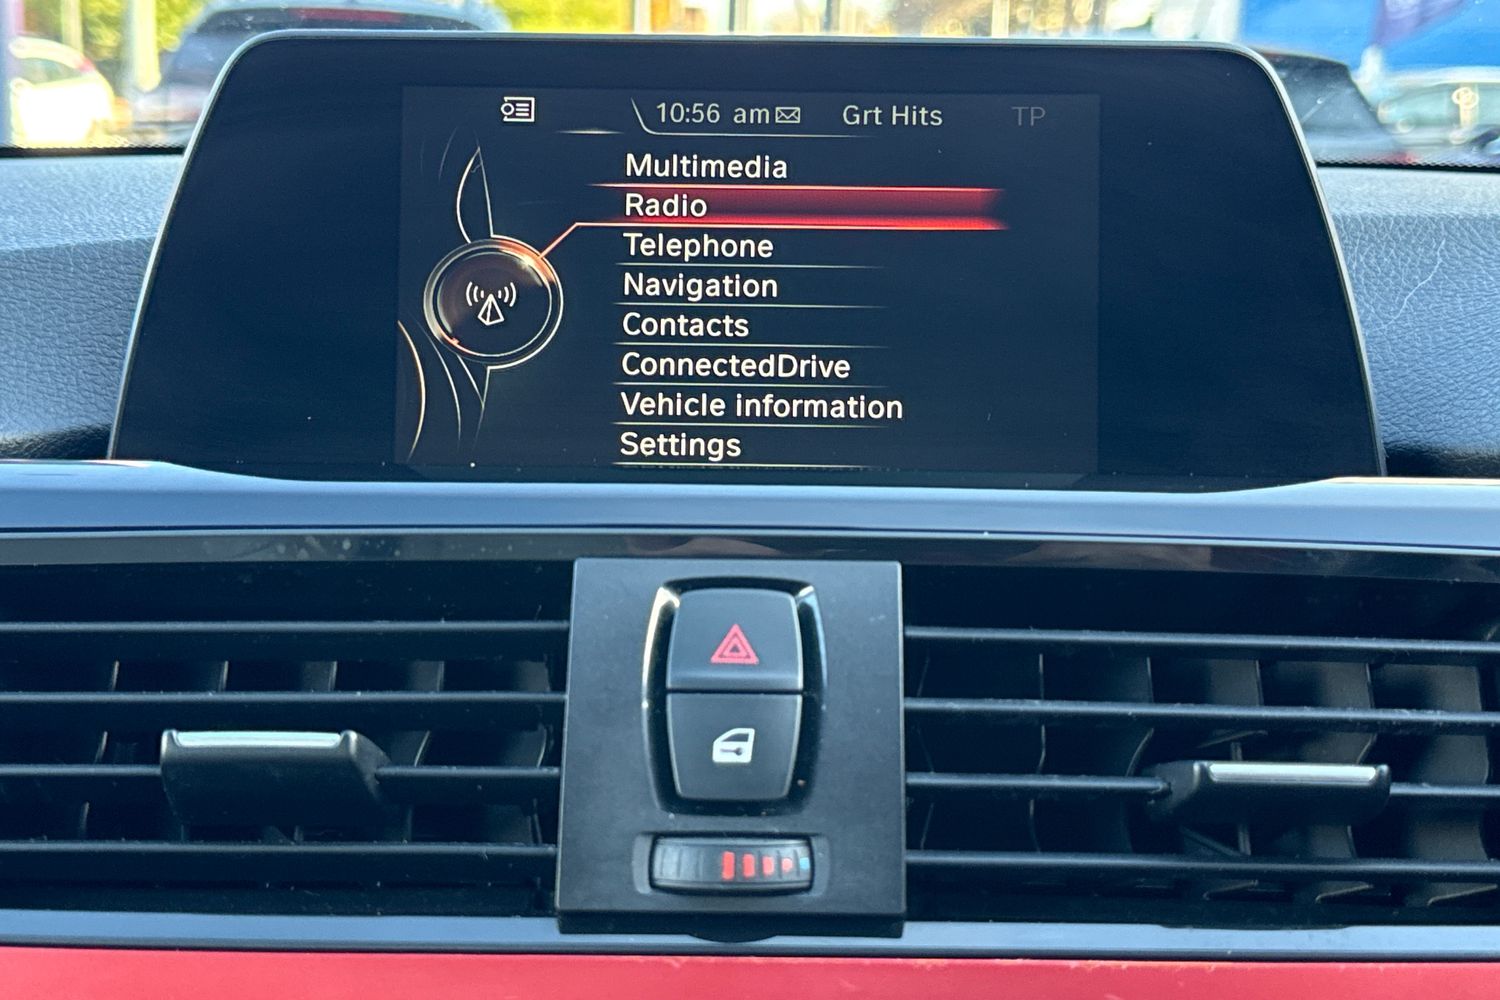 10:56 am Grt Hits TP
Multimedia
Radio
Telephone
Navigation
Contacts
ConnectedDrive
Vehicle information
Settings